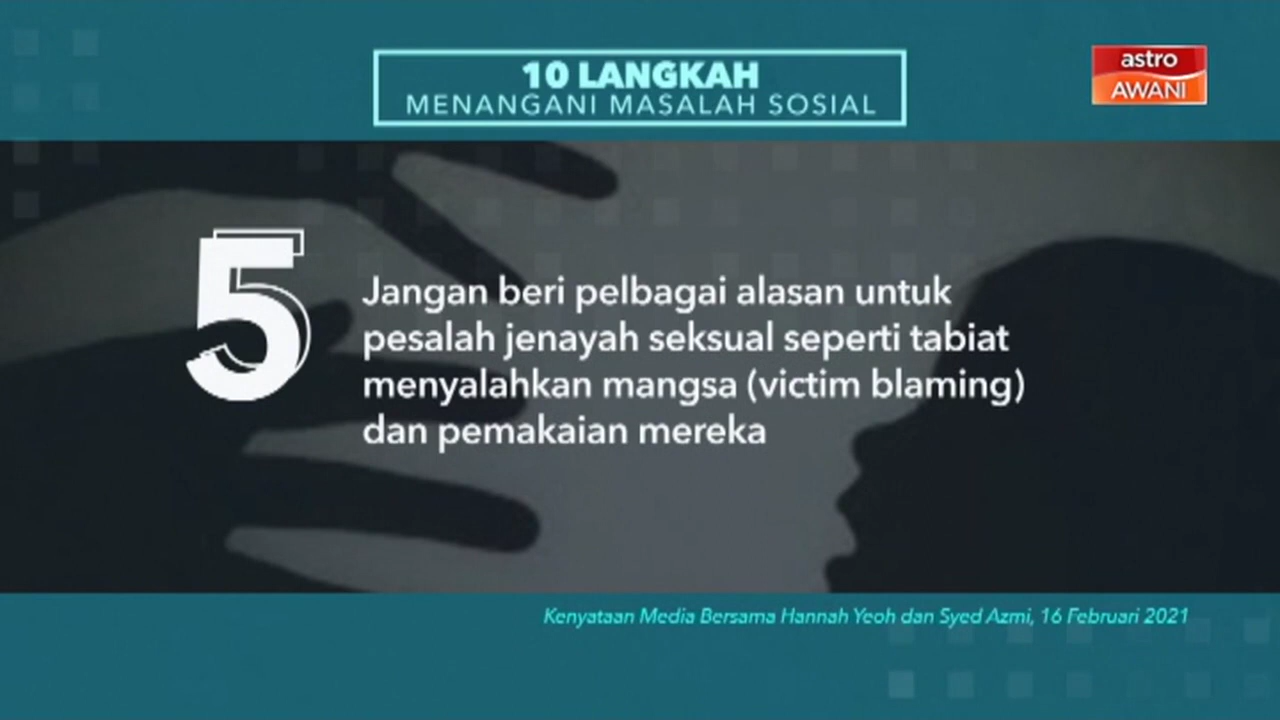 10 LANGKAH
MENANGANI MASALAH SOSIAL
astro
AWANI
5
Jangan beri pelbagai alasan untuk
pesalah jenayah seksual seperti tabiat
menyalahkan mangsa (victim blaming)
dan pemakaian mereka
Kenyataan Media Bersama Hannah Yeoh dan Syed Azmi, 16 Februari 2021